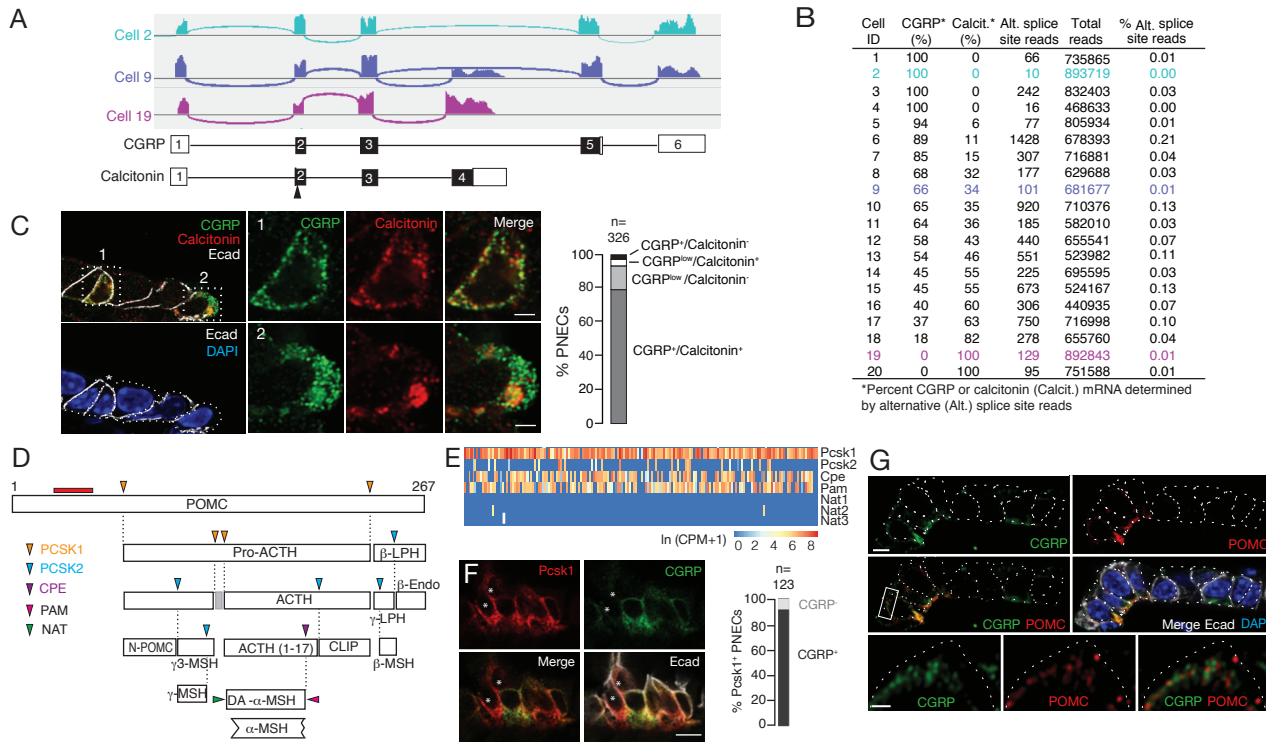 A
Cell 2
Cell 9
Cell 19
CGRP
1 2 3 5 6
Calcitonin
1 2 3 4
B
Cell ID CGRP* (%) Calcit.* (%) Alt. splice site reads Total reads % Alt. splice site reads
1 100 0 66 735865 0.01
2 100 0 10 893719 0.00
3 100 0 242 832403 0.03
4 100 0 16 468633 0.00
5 94 6 77 805934 0.01
6 89 11 1428 678393 0.21
7 85 15 307 716881 0.04
8 68 32 177 629688 0.03
9 66 34 101 681677 0.01
10 65 35 920 710376 0.13
11 64 36 185 582010 0.03
12 58 43 440 655541 0.07
13 54 46 551 523982 0.11
14 45 55 225 695595 0.03
15 45 55 673 524167 0.13
16 40 60 306 440935 0.07
17 37 63 750 716998 0.10
18 18 82 278 655760 0.04
19 0 100 129 892843 0.01
20 0 100 95 751588 0.01
*Percent CGRP or calcitonin (Calcit.) mRNA determined
by alternative (Alt.) splice site reads
C
CGRP
Calcitonin
Ecad
1
2
Ecad
DAPI
*
1 CGRP
Calcitonin
Merge
2
n=
326
% PNECs
100
80
60
40
20
0
CGRP⁺/Calcitonin⁻
CGRPˡᵒʷ/Calcitonin⁺
CGRPˡᵒʷ/Calcitonin⁻
CGRP⁺/Calcitonin⁺
D
1 267
POMC
PCSK1
PCSK2
CPE
PAM
NAT
Pro-ACTH
β-LPH
ACTH
γ-LPH
β-Endo
N-POMC
γ3-MSH
ACTH (1-17)
CLIP
β-MSH
γ-MSH
DA -α-MSH
α-MSH
E
Pcsk1
Pcsk2
Cpe
Pam
Nat1
Nat2
Nat3
ln (CPM+1) 0 2 4 6 8
F
Pcsk1
* *
CGRP
* *
Merge
* *
Ecad
* *
n=
123
% Pcsk1⁺ PNECs
100
80
60
40
20
0
CGRP⁻
CGRP⁺
G
CGRP
POMC
CGRP POMC
Merge Ecad DAPI
CGRP
POMC
CGRP POMC